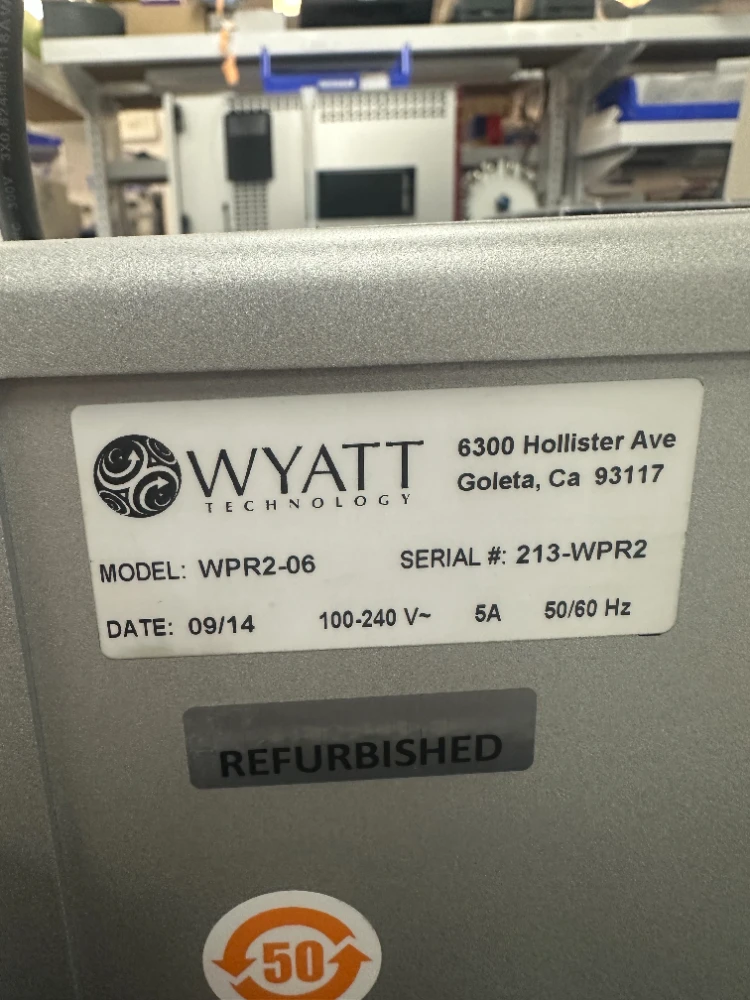 WYATT
TECHNOLOGY
6300 Hollister Ave
Goleta, Ca 93117
MODEL: WPR2-06 SERIAL #: 213-WPR2
DATE: 09/14 100-240 V~ 5A 50/60 Hz
REFURBISHED
50